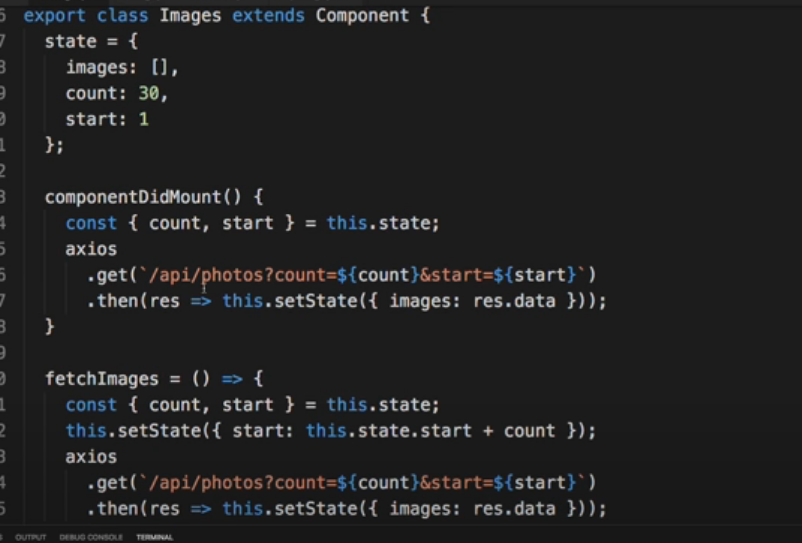 6 export class Images extends Component {
7   state = {
8     images: [],
9     count: 30,
0     start: 1
1   };
2
3   componentDidMount() {
4     const { count, start } = this.state;
5     axios
6       .get(`/api/photos?count=${count}&start=${start}`)
7       .then(res => this.setState({ images: res.data }));
8   }
9
0   fetchImages = () => {
1     const { count, start } = this.state;
2     this.setState({ start: this.state.start + count });
3     axios
4       .get(`/api/photos?count=${count}&start=${start}`)
5       .then(res => this.setState({ images: res.data }));
OUTPUT DEBUG CONSOLE TERMINAL